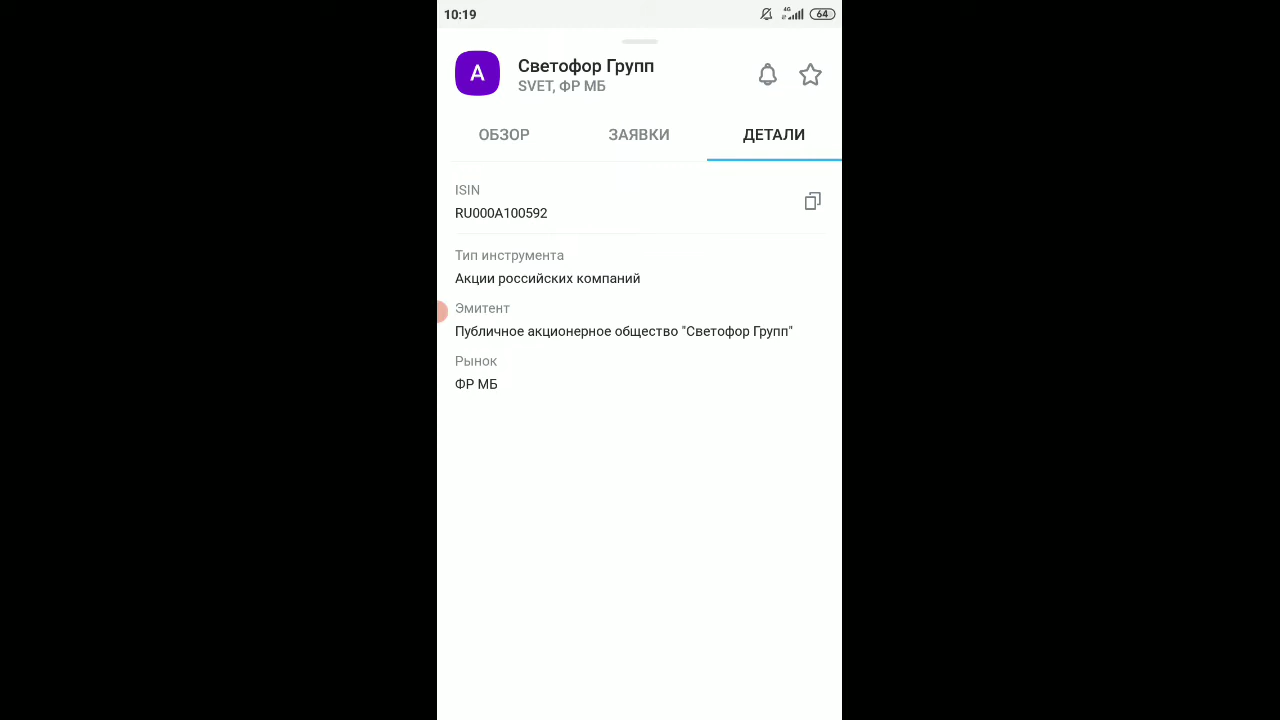 10:19
4G
64
A
Светофор Групп
SVET, ФР МБ
ОБЗОР ЗАЯВКИ ДЕТАЛИ
ISIN
RU000A100592
Тип инструмента
Акции российских компаний
Эмитент
Публичное акционерное общество "Светофор Групп"
Рынок
ФР МБ